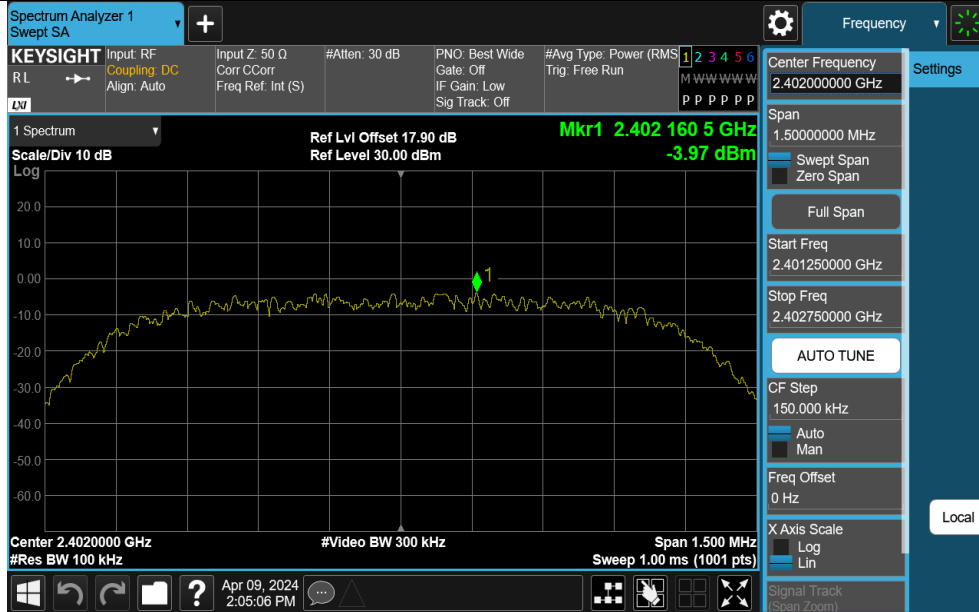 Spectrum Analyzer 1
Swept SA
Frequency
KEYSIGHT
R L
LXI
Input: RF
Coupling: DC
Align: Auto
Input Z: 50 Ω
Corr CCorr
Freq Ref: Int (S)
#Atten: 30 dB
PNO: Best Wide
Gate: Off
IF Gain: Low
Sig Track: Off
#Avg Type: Power (RMS
Trig: Free Run
1 2 3 4 5 6
M W W W W W
P P P P P P
1 Spectrum
Scale/Div 10 dB
Log
Ref Lvl Offset 17.90 dB
Ref Level 30.00 dBm
Mkr1 2.402 160 5 GHz
-3.97 dBm
20.0
10.0
0.00
-10.0
-20.0
-30.0
-40.0
-50.0
-60.0
1
Center 2.4020000 GHz
#Res BW 100 kHz
#Video BW 300 kHz
Span 1.500 MHz
Sweep 1.00 ms (1001 pts)
Apr 09, 2024
2:05:06 PM
Center Frequency
2.402000000 GHz
Span
1.50000000 MHz
Swept Span
Zero Span
Full Span
Start Freq
2.401250000 GHz
Stop Freq
2.402750000 GHz
AUTO TUNE
CF Step
150.000 kHz
Auto
Man
Freq Offset
0 Hz
X Axis Scale
Log
Lin
Signal Track
(Span Zoom)
Settings
Local